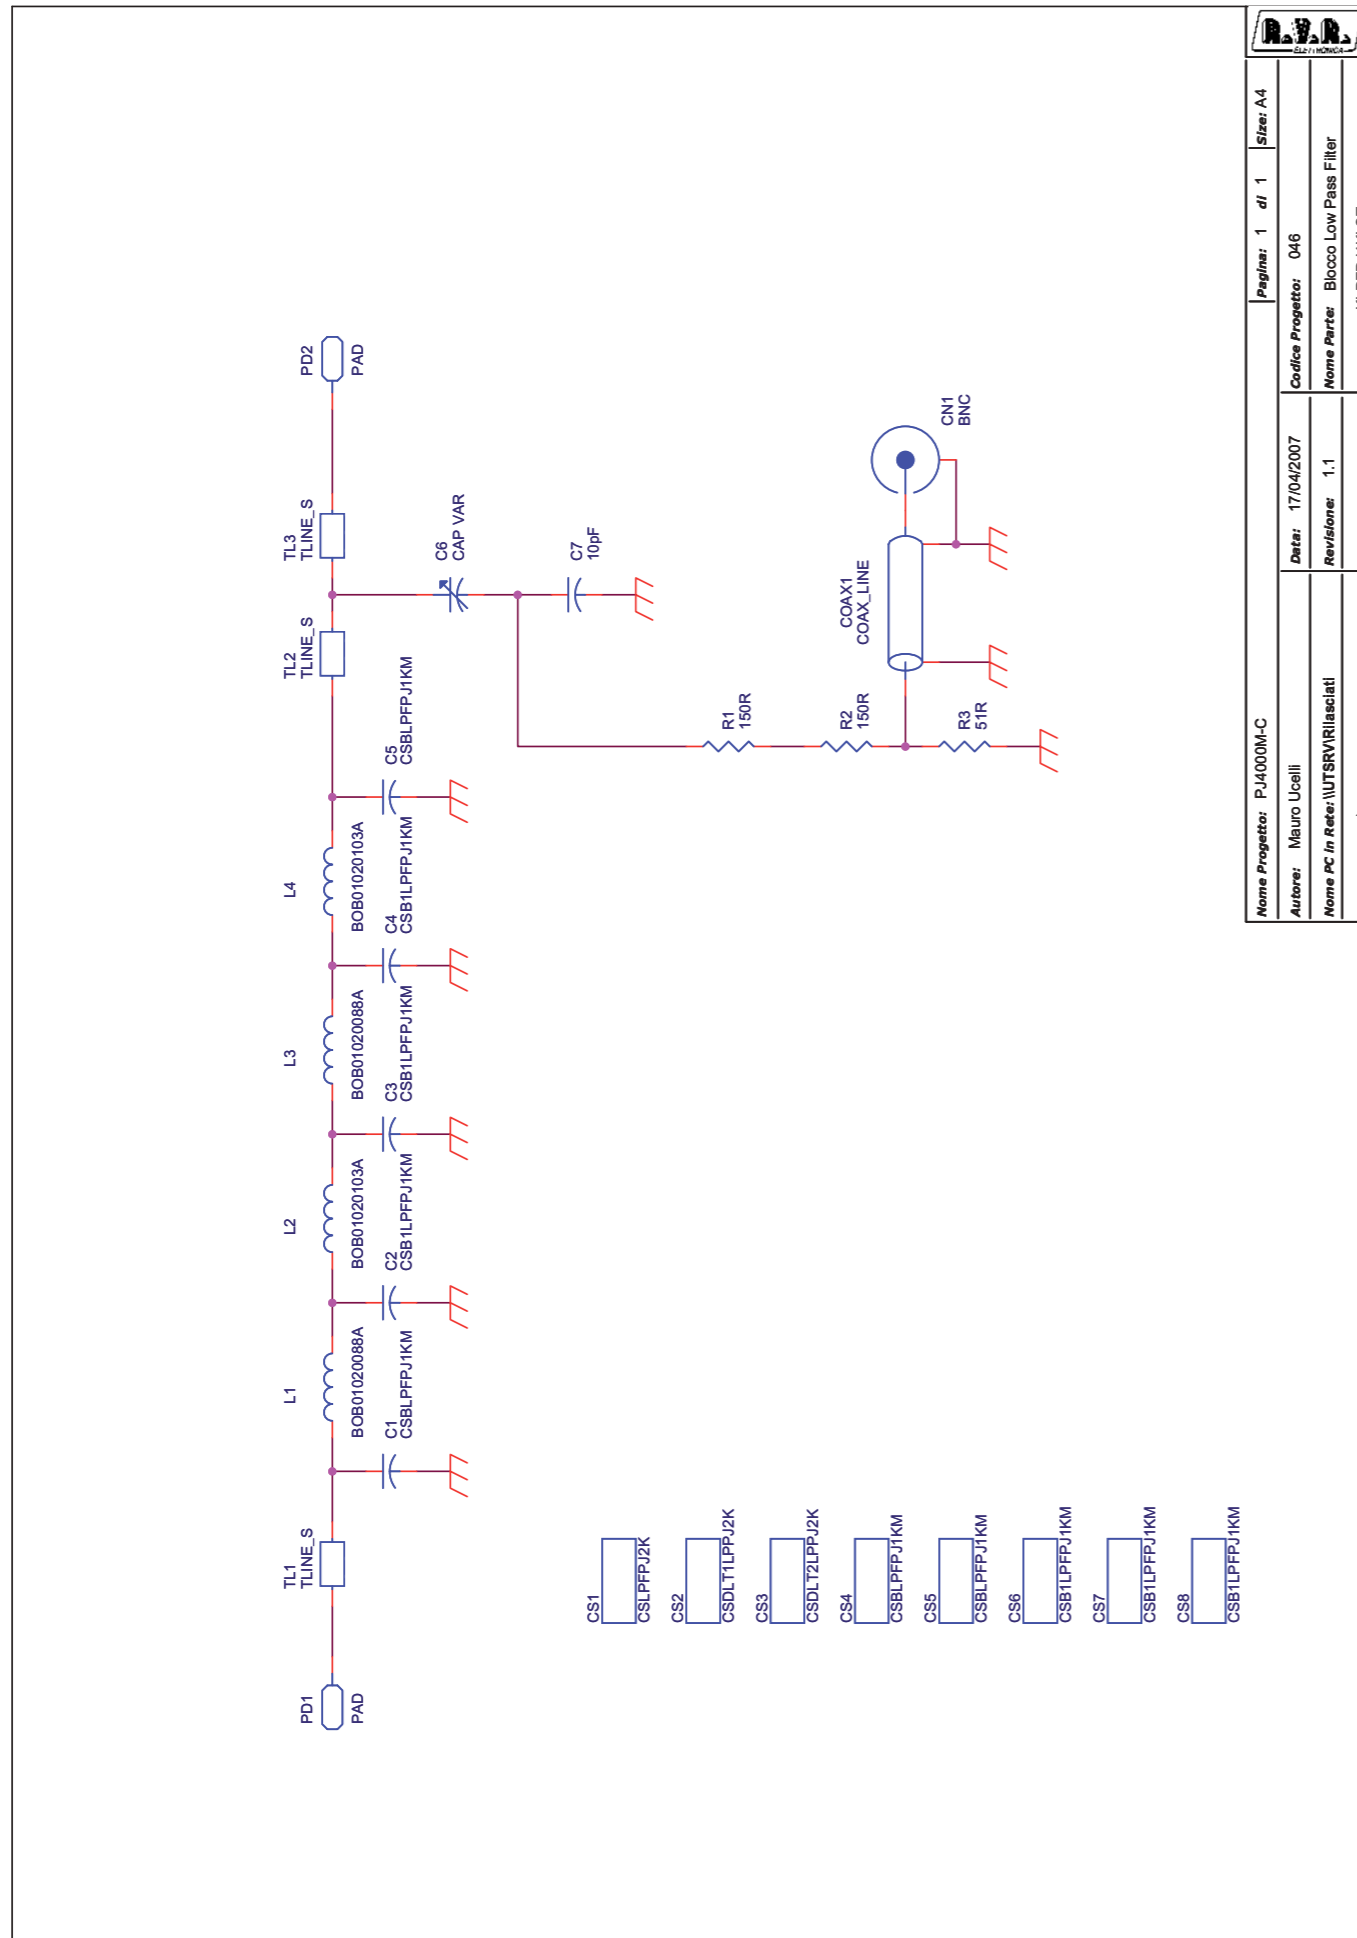 PD1
PAD
TL1
TLINE_S
C1
CSBLPFPJ1KM
L1
BOB01020088A
C2
CSB1LPFPJ1KM
L2
BOB01020103A
C3
CSB1LPFPJ1KM
L3
BOB01020088A
C4
CSB1LPFPJ1KM
L4
BOB01020103A
C5
CSBLPFPJ1KM
TL2
TLINE_S
TL3
TLINE_S
PD2
PAD
C6
CAP VAR
C7
10pF
R1
150R
R2
150R
R3
51R
COAX1
COAX_LINE
CN1
BNC
CS1
CSLPFPJ2K
CS2
CSDLT1LPPJ2K
CS3
CSDLT2LPPJ2K
CS4
CSBLPFPJ1KM
CS5
CSBLPFPJ1KM
CS6
CSB1LPFPJ1KM
CS7
CSB1LPFPJ1KM
CS8
CSB1LPFPJ1KM
Nome Progetto: PJ4000M-C
Pagina: 1 di 1
Size: A4
Autore: Mauro Ucelli
Data: 17/04/2007
Codice Progetto: 046
Nome PC in Rete: \\UTSRV\Rilasciati
Revisione: 1.1
Nome Parte: Blocco Low Pass Filter
R.V.R.
ELETTRONICA